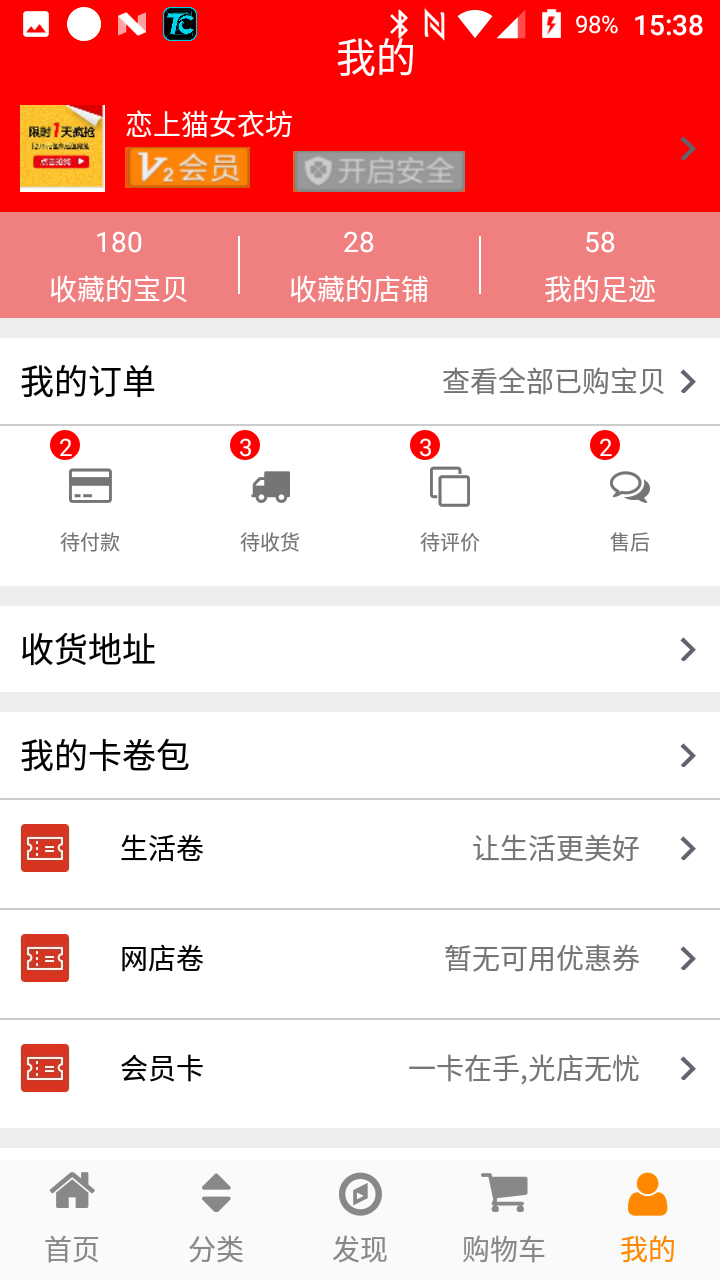 98% 15:38
我的
限时1天疯抢
点击抢购
恋上猫女衣坊
V2会员 开启安全
180 28 58
收藏的宝贝 收藏的店铺 我的足迹
我的订单 查看全部已购宝贝
2 3 3 2
待付款 待收货 待评价 售后
收货地址
我的卡卷包
生活卷 让生活更美好
网店卷 暂无可用优惠券
会员卡 一卡在手,光店无忧
首页 分类 发现 购物车 我的